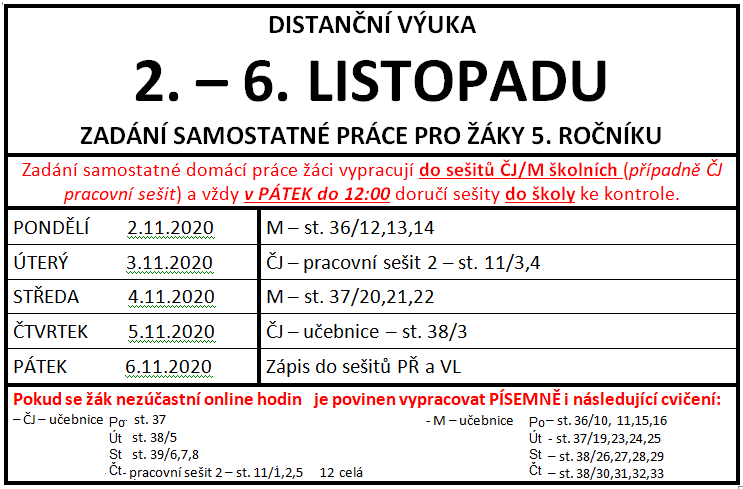 DISTANČNÍ VÝUKA
2. – 6. LISTOPADU
ZADÁNÍ SAMOSTATNÉ PRÁCE PRO ŽÁKY 5. ROČNÍKU
Zadání samostatné domácí práce žáci vypracují do sešitů ČJ/M školních (případně ČJ
pracovní sešit) a vždy v PÁTEK do 12:00 doručí sešity do školy ke kontrole.
PONDĚLÍ 2.11.2020 M – st. 36/12,13,14
ÚTERÝ 3.11.2020 ČJ – pracovní sešit 2 – st. 11/3,4
STŘEDA 4.11.2020 M – st. 37/20,21,22
ČTVRTEK 5.11.2020 ČJ – učebnice – st. 38/3
PÁTEK 6.11.2020 Zápis do sešitů PŘ a VL
Pokud se žák nezúčastní online hodin je povinen vypracovat PÍSEMNĚ i následující cvičení:
– ČJ – učebnice Po- st. 37 - M – učebnice Po – st. 36/10, 11,15,16
Út st. 38/5 Út - st. 37/19,23,24,25
St st. 39/6,7,8 St – st. 38/26,27,28,29
Čt - pracovní sešit 2 – st. 11/1,2,5 12 celá Čt – st. 38/30,31,32,33